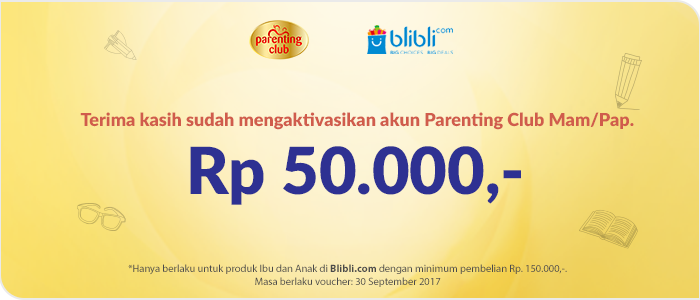 parenting
club
blibli.com
BIG CHOICES. BIG DEALS.
Terima kasih sudah mengaktivasikan akun Parenting Club Mam/Pap.
Rp 50.000,-
*Hanya berlaku untuk produk Ibu dan Anak di Blibli.com dengan minimum pembelian Rp. 150.000,-.
Masa berlaku voucher: 30 September 2017